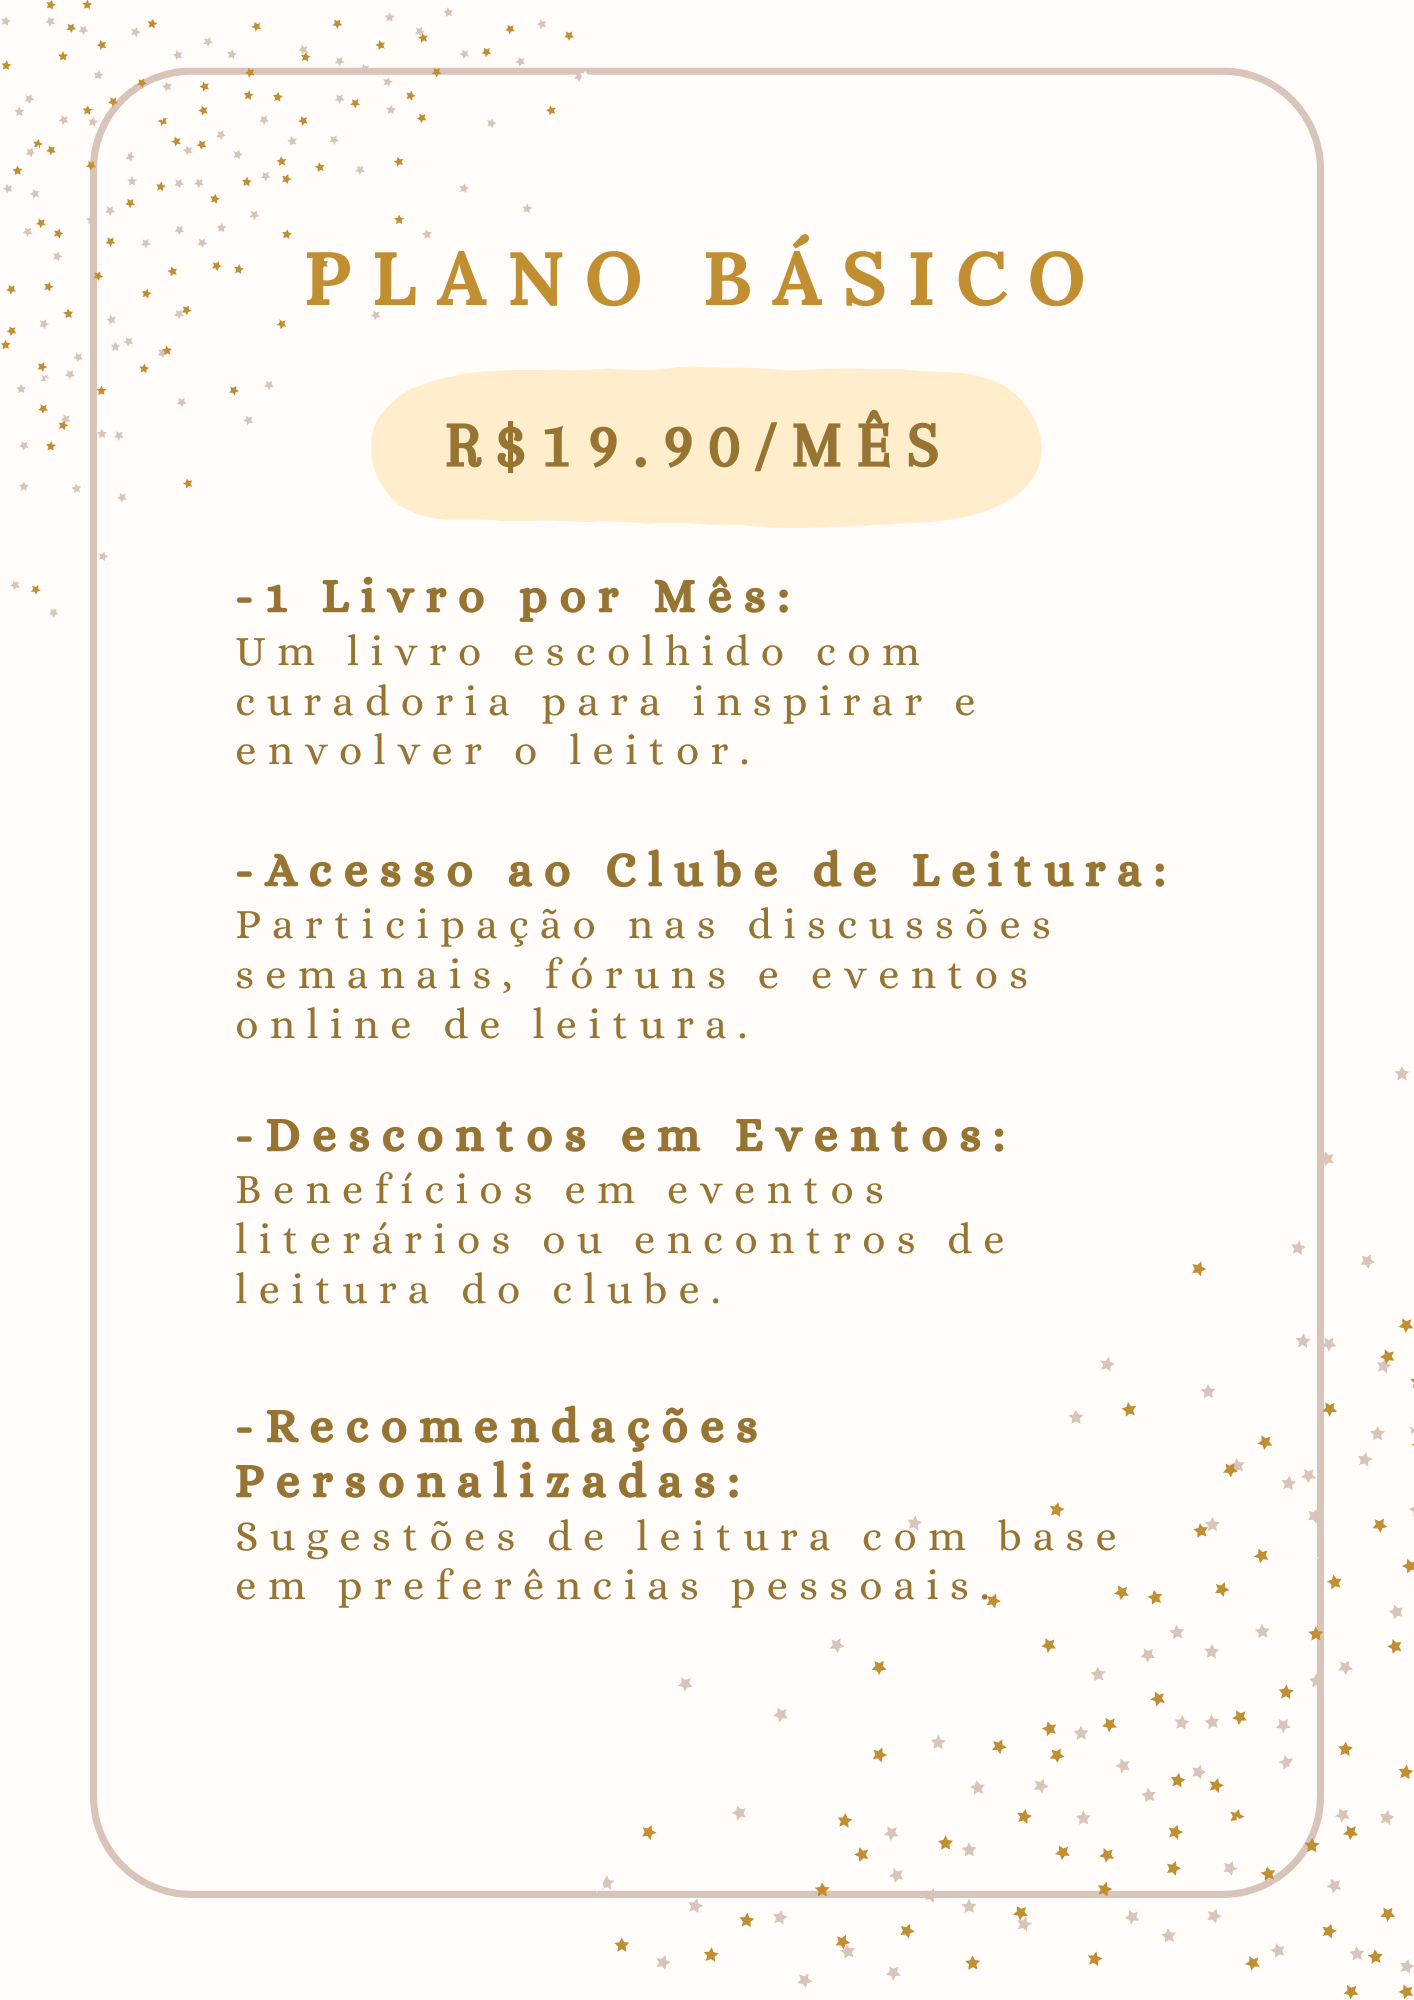 PLANO BÁSICO
R$19.90/MÊS
-1 Livro por Mês:
Um livro escolhido com
curadoria para inspirar e
envolver o leitor.
-Acesso ao Clube de Leitura:
Participação nas discussões
semanais, fóruns e eventos
online de leitura.
-Descontos em Eventos:
Benefícios em eventos
literários ou encontros de
leitura do clube.
-Recomendações
Personalizadas:
Sugestões de leitura com base
em preferências pessoais.